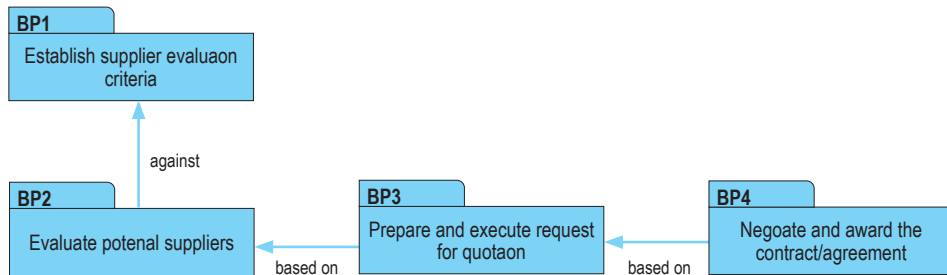 BP1
Establish supplier evaluaon
criteria
against
BP2
Evaluate potenal suppliers
based on
BP3
Prepare and execute request
for quotaon
based on
BP4
Negoate and award the
contract/agreement